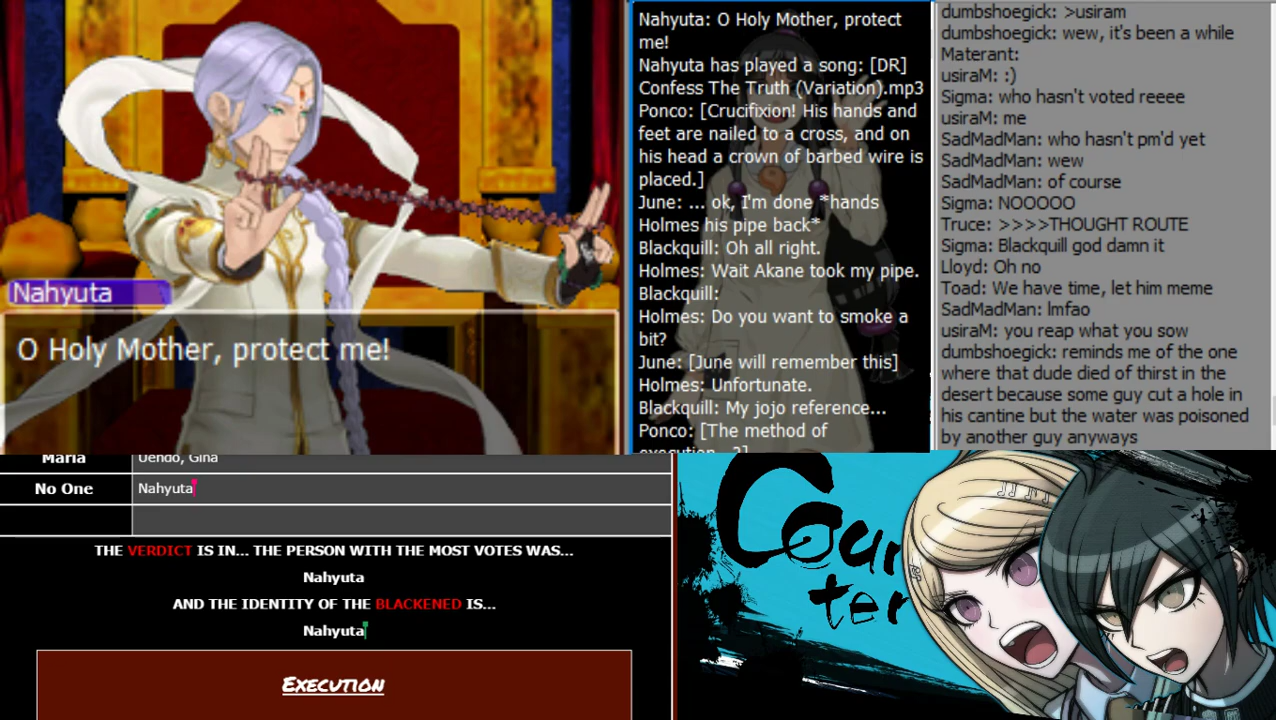 Nahyuta
O Holy Mother, protect me!
Nahyuta: O Holy Mother, protect
me!
Nahyuta has played a song: [DR]
Confess The Truth (Variation).mp3
Ponco: [Crucifixion! His hands and
feet are nailed to a cross, and on
his head a crown of barbed wire is
placed.]
June: ... ok, I'm done *hands
Holmes his pipe back*
Blackquill: Oh all right.
Holmes: Wait Akane took my pipe.
Blackquill:
Holmes: Do you want to smoke a
bit?
June: [June will remember this]
Holmes: Unfortunate.
Blackquill: My jojo reference...
Ponco: [The method of
execution...?]
dumbshoegick: >usiram
dumbshoegick: wew, it's been a while
Materant:
usiraM: :)
Sigma: who hasn't voted reeee
usiraM: me
SadMadMan: who hasn't pm'd yet
SadMadMan: wew
SadMadMan: of course
Sigma: NOOOOO
Truce: >>>>THOUGHT ROUTE
Sigma: Blackquill god damn it
Lloyd: Oh no
Toad: We have time, let him meme
SadMadMan: lmfao
usiraM: you reap what you sow
dumbshoegick: reminds me of the one
where that dude died of thirst in the
desert because some guy cut a hole in
his cantine but the water was poisoned
by another guy anyways
Maria Uendo, Gina
No One Nahyuta
THE VERDICT IS IN... THE PERSON WITH THE MOST VOTES WAS...
Nahyuta
AND THE IDENTITY OF THE BLACKENED IS...
Nahyuta
EXECUTION
Coun
ter